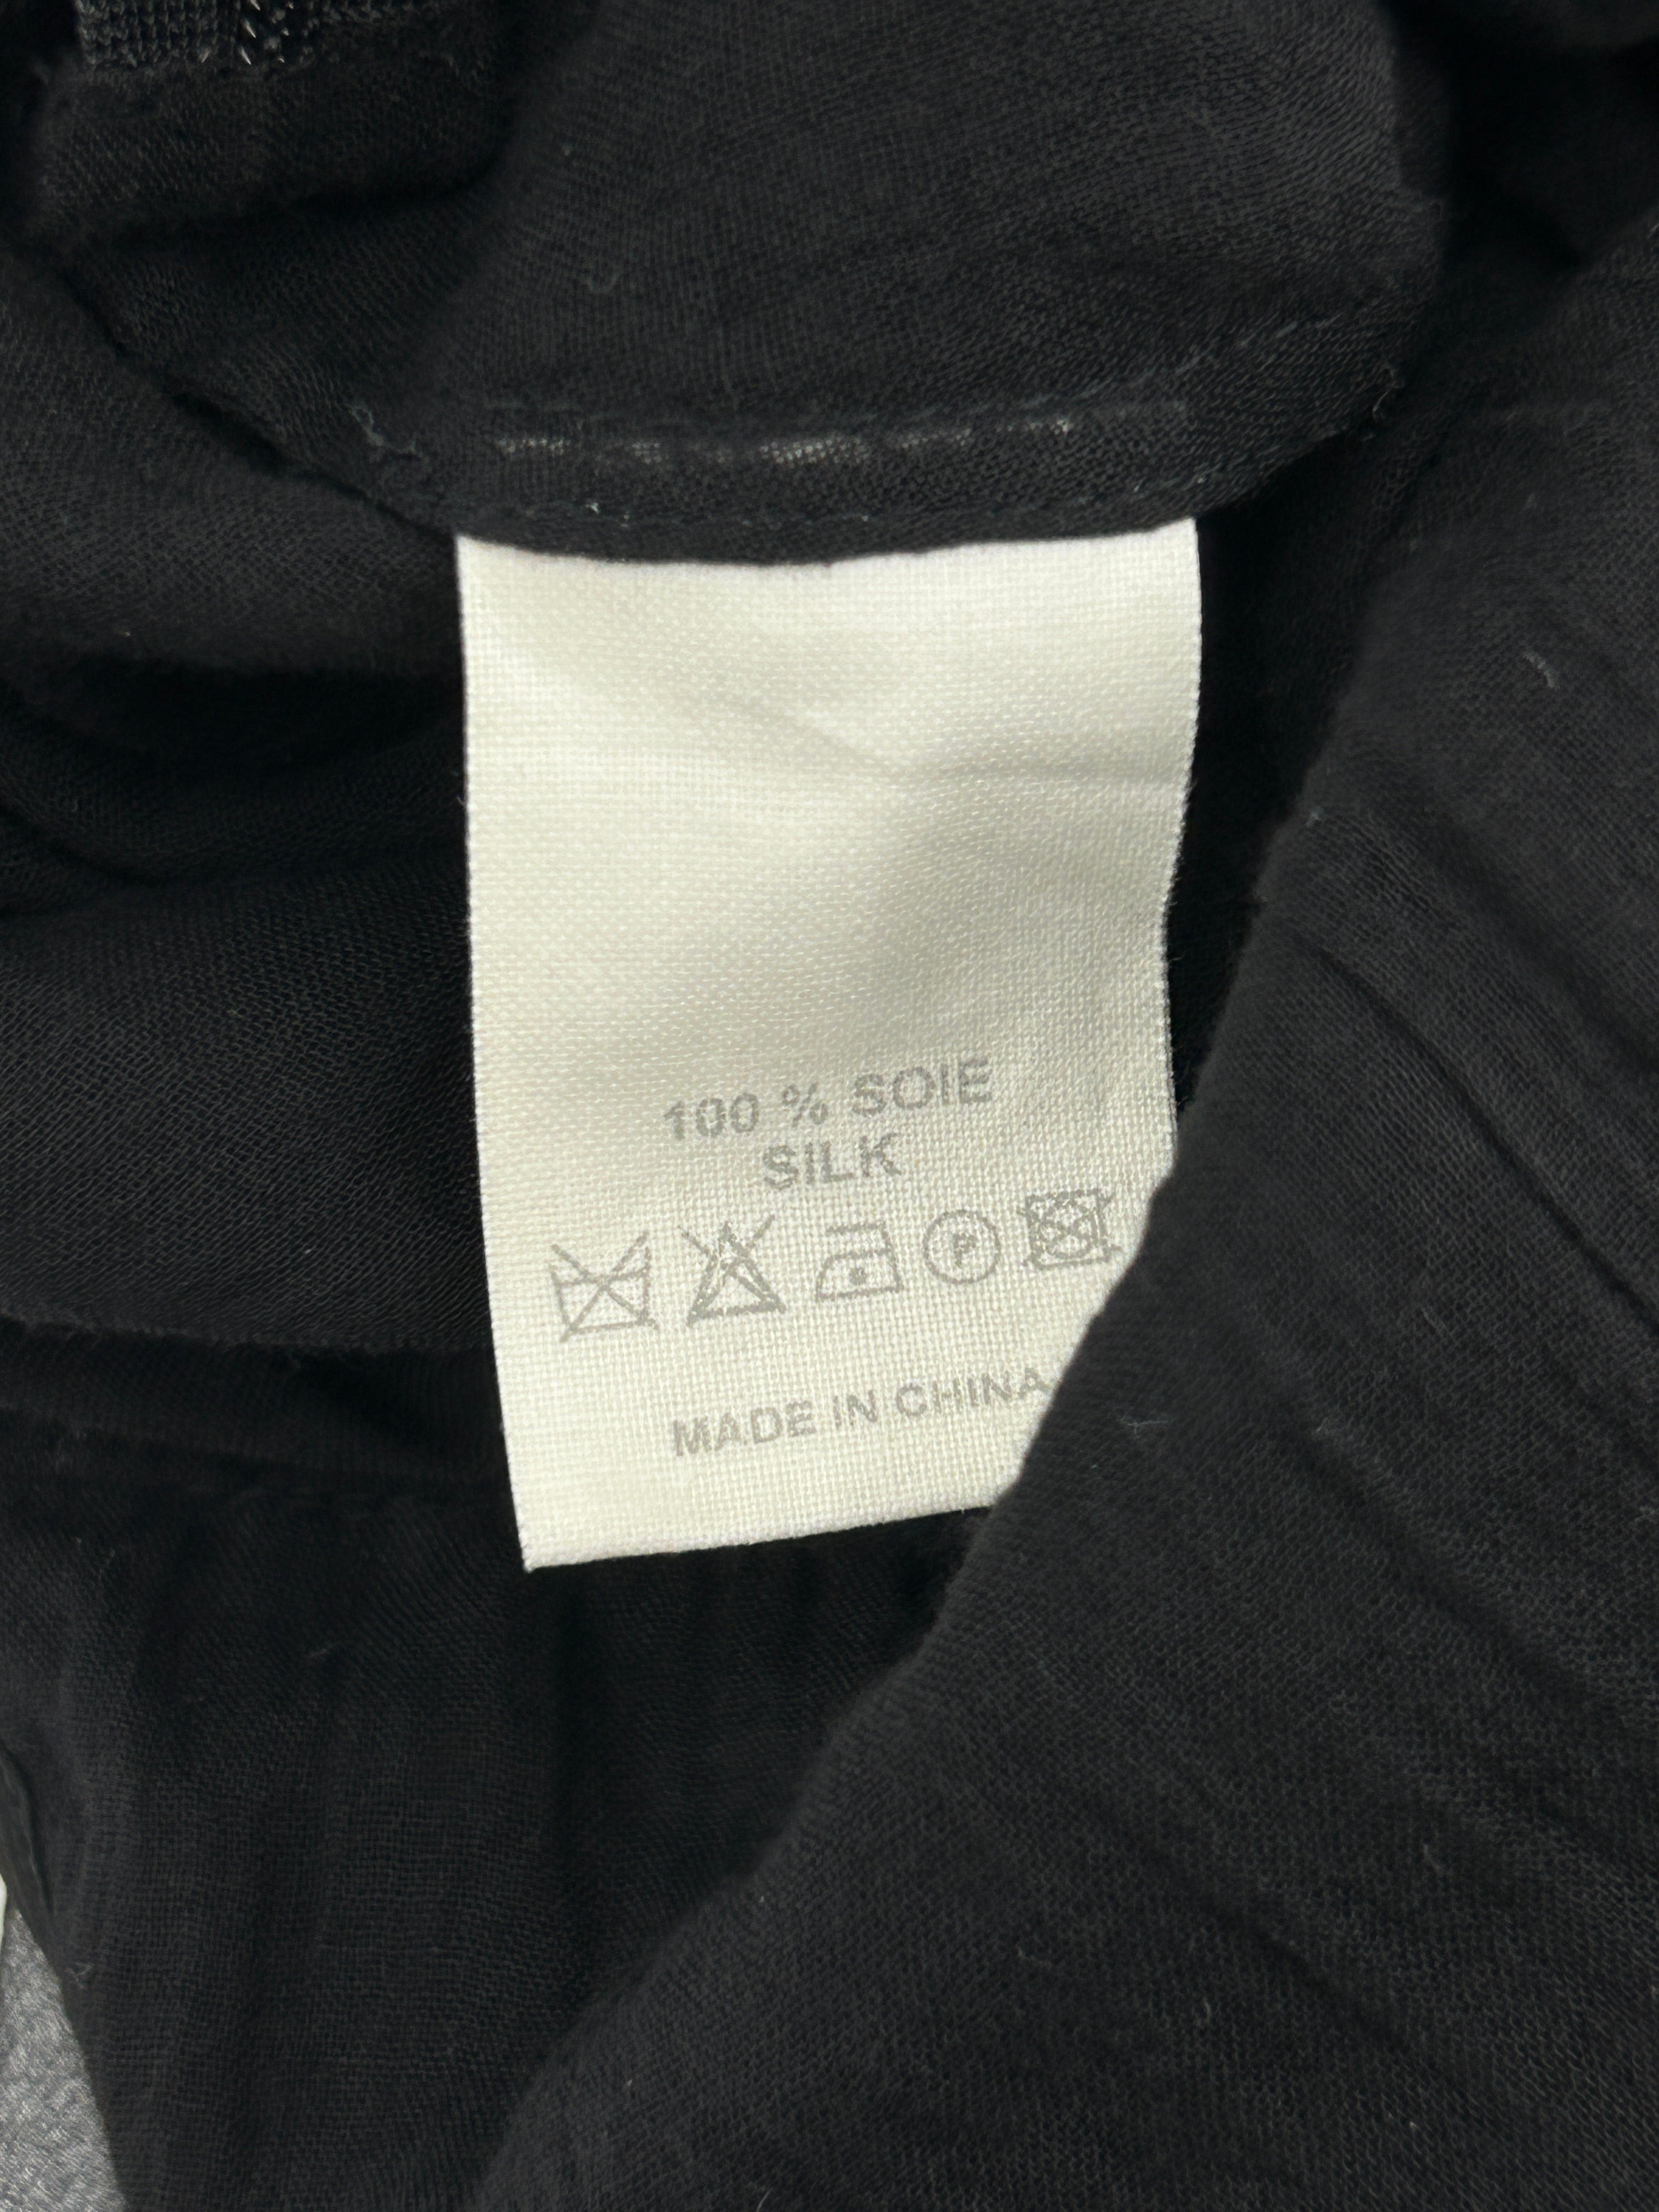 100 % SOIE
SILK
P
MADE IN CHINA